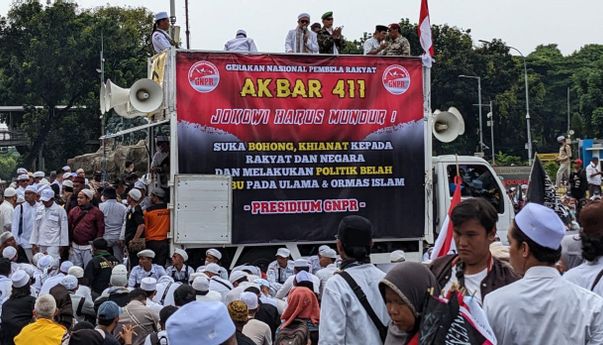 GERAKAN NASIONAL PEMBELA RAKYAT
AKBAR 411
GNPR
GNPR
JOKOWI HARUS MUNDUR !
SUKA BOHONG, KHIANAT KEPADA
RAKYAT DAN NEGARA
DAN MELAKUKAN POLITIK BELAH
BU PADA ULAMA & ORMAS ISLAM
- PRESIDIUM GNPR -